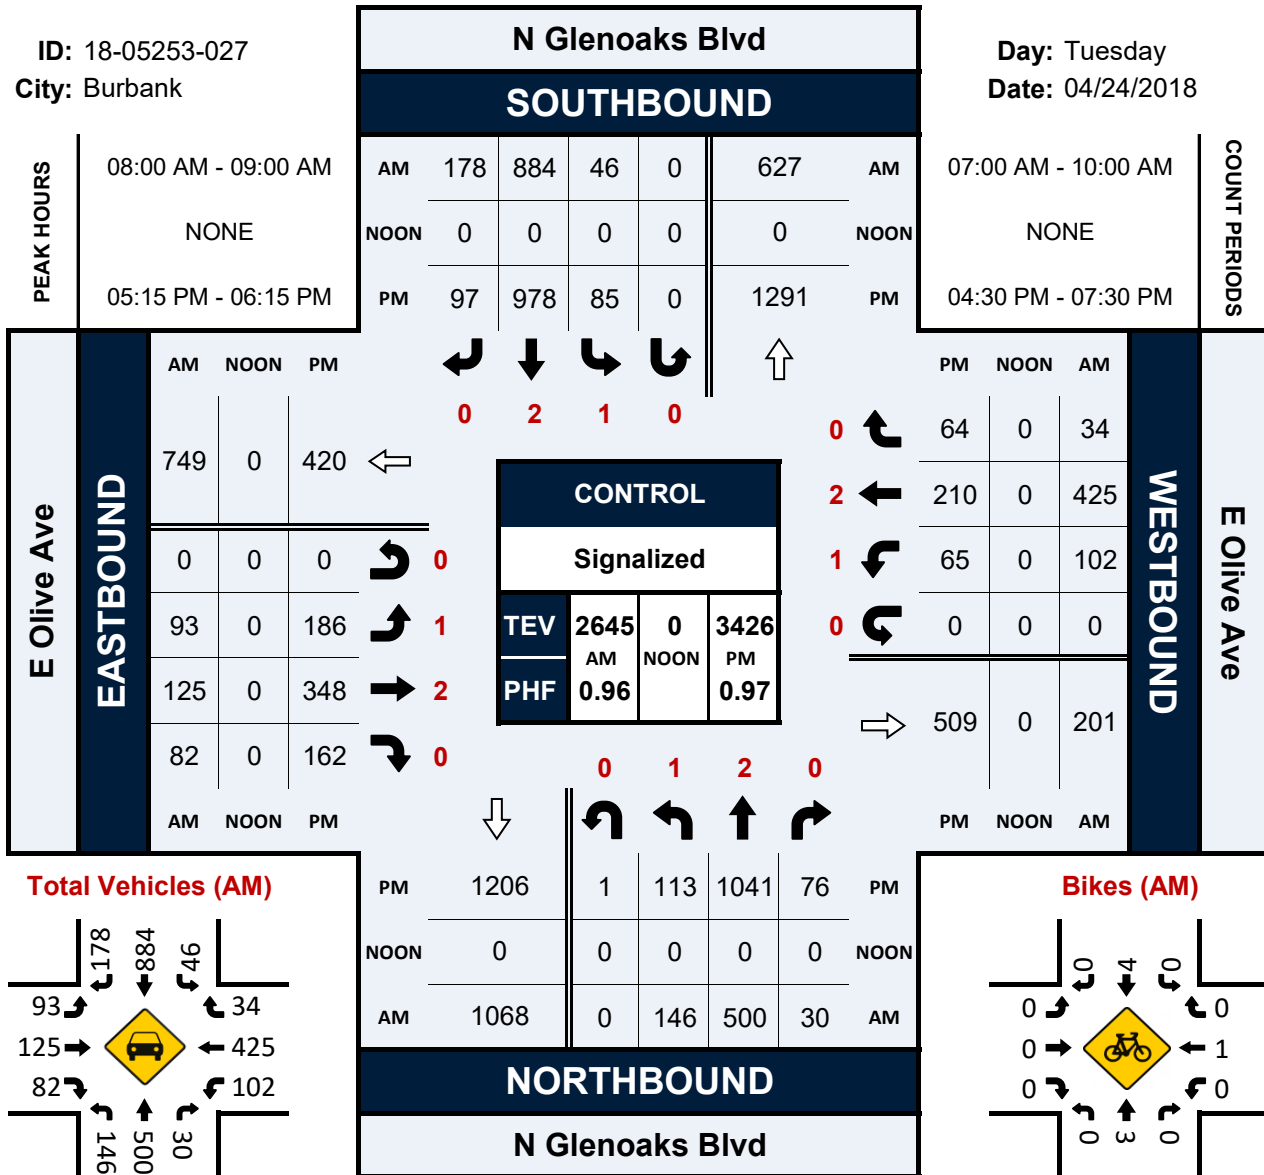 N Glenoaks Blvd
ID: 18-05253-027
Day: Tuesday
City: Burbank
Date: 04/24/2018
SOUTHBOUND
PEAK HOURS
08:00 AM - 09:00 AM
AM 178 884 46 0 627 AM
07:00 AM - 10:00 AM
COUNT PERIODS
NONE
NOON 0 0 0 0 0 NOON
NONE
05:15 PM - 06:15 PM
PM 97 978 85 0 1291 PM
04:30 PM - 07:30 PM
AM NOON PM
PM NOON AM
0 2 1 0
E Olive Ave
EASTBOUND
749 0 420
0 0 0 0
93 0 186 1
125 0 348 2
82 0 162 0
AM NOON PM
CONTROL
Signalized
TEV 2645 0 3426
AM NOON PM
PHF 0.96 0.97
0 64 0 34
2 210 0 425
1 65 0 102
0 0 0 0
509 0 201
PM NOON AM
WESTBOUND
E Olive Ave
0 1 2 0
PM 1206 1 113 1041 76 PM
NOON 0 0 0 0 0 NOON
AM 1068 0 146 500 30 AM
NORTHBOUND
N Glenoaks Blvd
Total Vehicles (AM)
178 884 46
93 34
125 425
82 102
146 500 30
Bikes (AM)
0 4 0
0 0
0 1
0 0
0 3 0